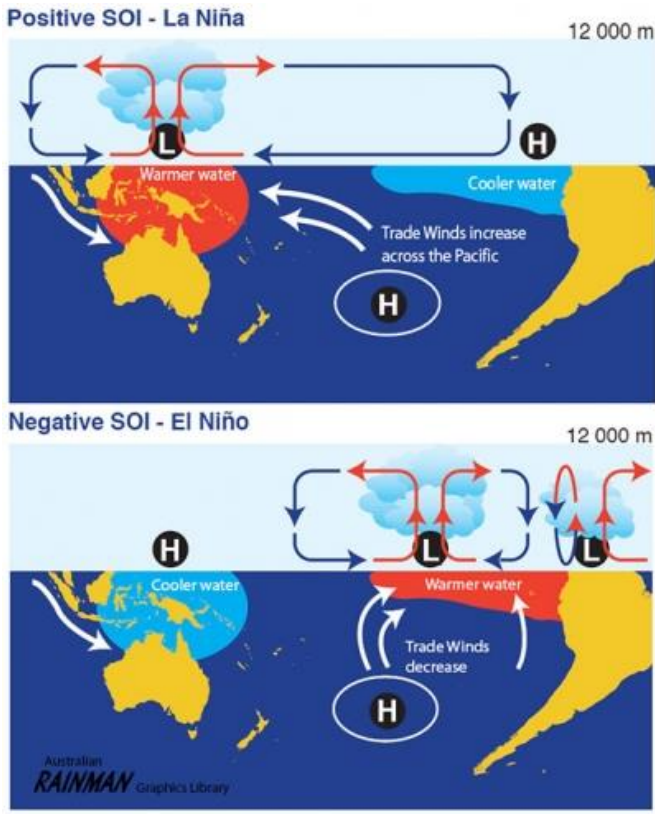 Positive SOI - La Niña
12 000 m
L
H
Warmer water
Cooler water
Trade Winds increase
across the Pacific
H
Negative SOI - El Niño
12 000 m
H
L
L
Cooler water
Warmer water
Trade Winds
decrease
H
Australian
RAINMAN Graphics Library